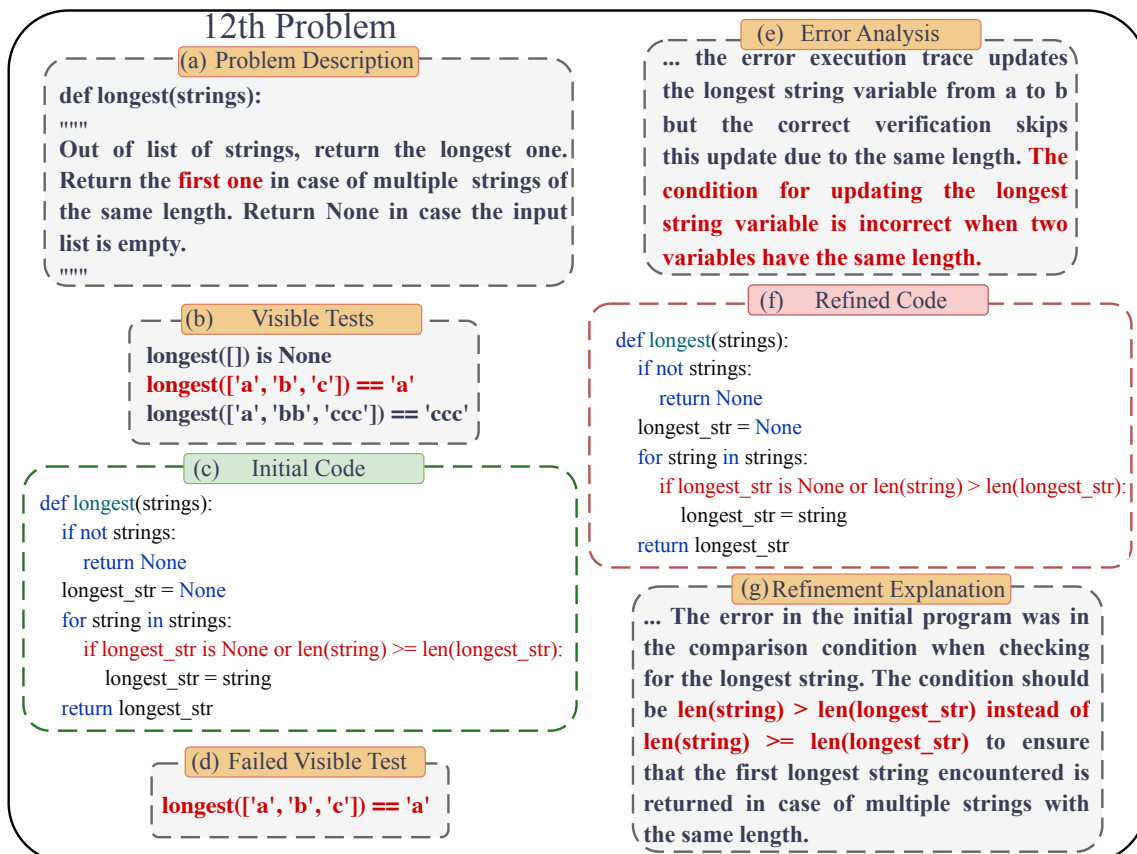 12th Problem
(a) Problem Description
def longest(strings):
"""
Out of list of strings, return the longest one.
Return the first one in case of multiple strings of
the same length. Return None in case the input
list is empty.
"""
(b) Visible Tests
longest([]) is None
longest(['a', 'b', 'c']) == 'a'
longest(['a', 'bb', 'ccc']) == 'ccc'
(c) Initial Code
def longest(strings):
if not strings:
return None
longest_str = None
for string in strings:
if longest_str is None or len(string) >= len(longest_str):
longest_str = string
return longest_str
(d) Failed Visible Test
longest(['a', 'b', 'c']) == 'a'
(e) Error Analysis
... the error execution trace updates
the longest string variable from a to b
but the correct verification skips
this update due to the same length. The
condition for updating the longest
string variable is incorrect when two
variables have the same length.
(f) Refined Code
def longest(strings):
if not strings:
return None
longest_str = None
for string in strings:
if longest_str is None or len(string) > len(longest_str):
longest_str = string
return longest_str
(g) Refinement Explanation
... The error in the initial program was in
the comparison condition when checking
for the longest string. The condition should
be len(string) > len(longest_str) instead of
len(string) >= len(longest_str) to ensure
that the first longest string encountered is
returned in case of multiple strings with
the same length.